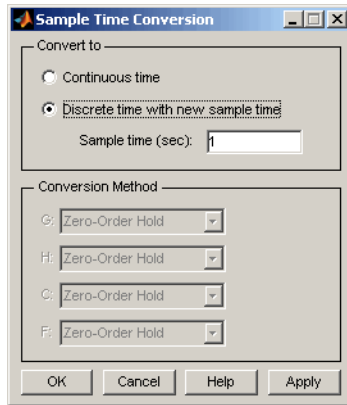 Sample Time Conversion
Convert to
Continuous time
Discrete time with new sample time
Sample time (sec): 1
Conversion Method
G: Zero-Order Hold
H: Zero-Order Hold
C: Zero-Order Hold
F: Zero-Order Hold
OK Cancel Help Apply